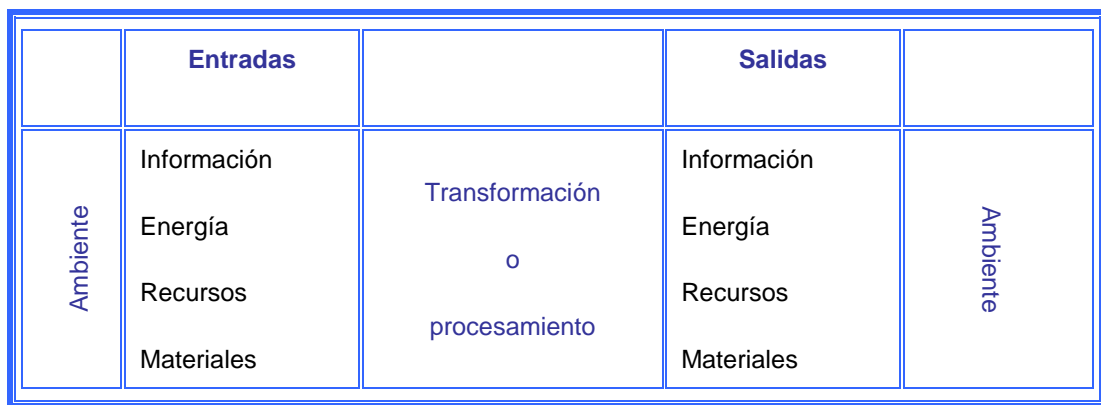 Entradas
Salidas
Ambiente
Información
Energía
Recursos
Materiales
Transformación
o
procesamiento
Información
Energía
Recursos
Materiales
Ambiente